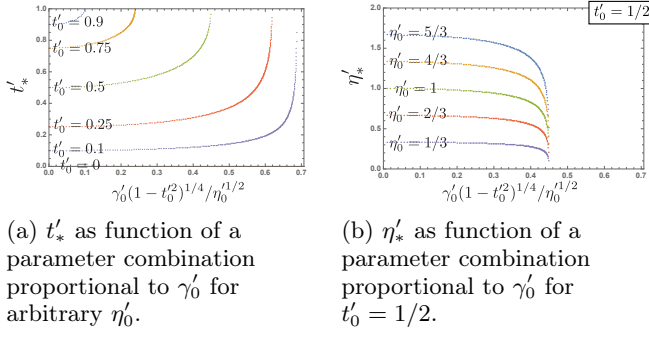 t′₀ = 0.9
t′₀ = 0.75
t′₀ = 0.5
t′₀ = 0.25
t′₀ = 0.1
t′₀ = 0
1.0
0.8
0.6
0.4
0.2
0.0
t′∗
0.0 0.1 0.2 0.3 0.4 0.5 0.6 0.7
γ′₀(1 − t′₀²)^1/4/η′₀^1/2
(a) t′∗ as function of a
parameter combination
proportional to γ′₀ for
arbitrary η′₀.
t′₀ = 1/2
η′₀ = 5/3
η′₀ = 4/3
η′₀ = 1
η′₀ = 2/3
η′₀ = 1/3
2.0
1.5
1.0
0.5
0.0
η′∗
0.0 0.1 0.2 0.3 0.4 0.5 0.6 0.7
γ′₀(1 − t′₀²)^1/4/η′₀^1/2
(b) η′∗ as function of a
parameter combination
proportional to γ′₀ for
t′₀ = 1/2.